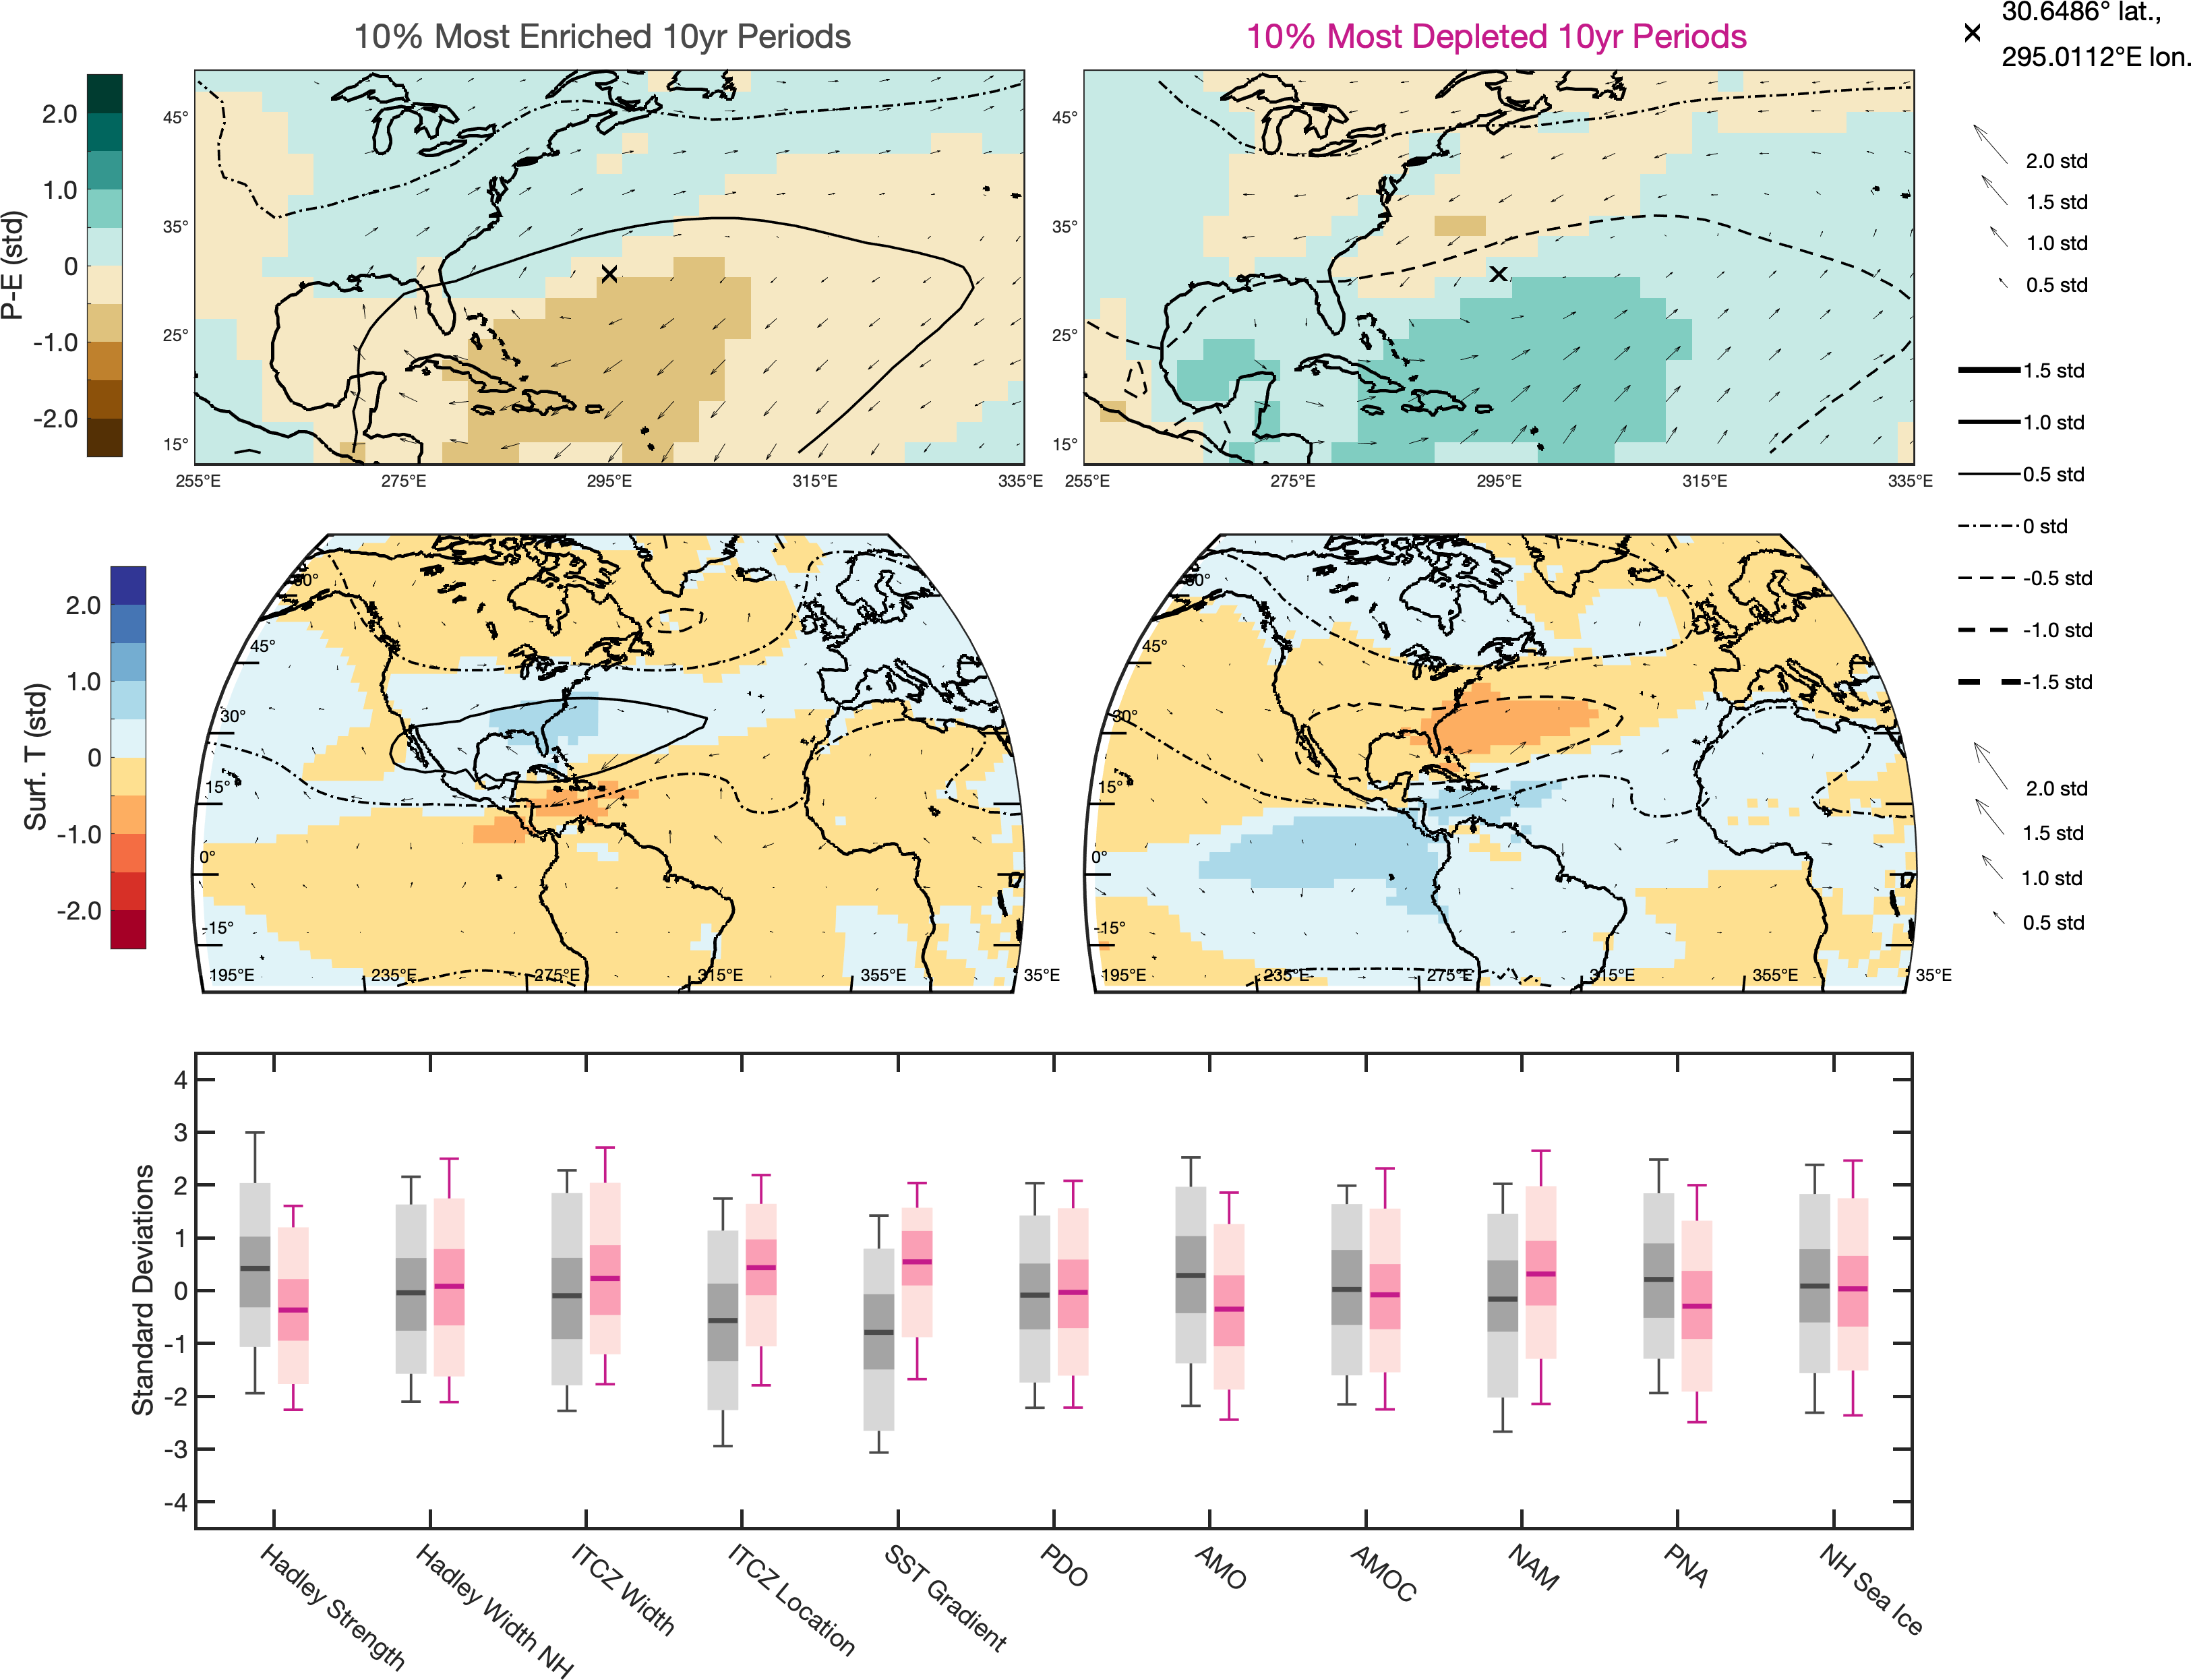 10% Most Enriched 10yr Periods
10% Most Depleted 10yr Periods
30.6486° lat.,
295.0112°E lon.
P-E (std)
2.0
1.0
0
-1.0
-2.0
45°
35°
25°
15°
255°E 275°E 295°E 315°E 335°E
45°
35°
25°
15°
255°E 275°E 295°E 315°E 335°E
2.0 std
1.5 std
1.0 std
0.5 std
1.5 std
1.0 std
0.5 std
0 std
-0.5 std
-1.0 std
-1.5 std
2.0 std
1.5 std
1.0 std
0.5 std
Surf. T (std)
2.0
1.0
0
-1.0
-2.0
60°
45°
30°
15°
0°
-15°
195°E 235°E 275°E 315°E 355°E 35°E
60°
45°
30°
15°
0°
-15°
195°E 235°E 275°E 315°E 355°E 35°E
Standard Deviations
4
3
2
1
0
-1
-2
-3
-4
Hadley Strength
Hadley Width NH
ITCZ Width
ITCZ Location
SST Gradient
PDO
AMO
AMOC
NAM
PNA
NH Sea Ice